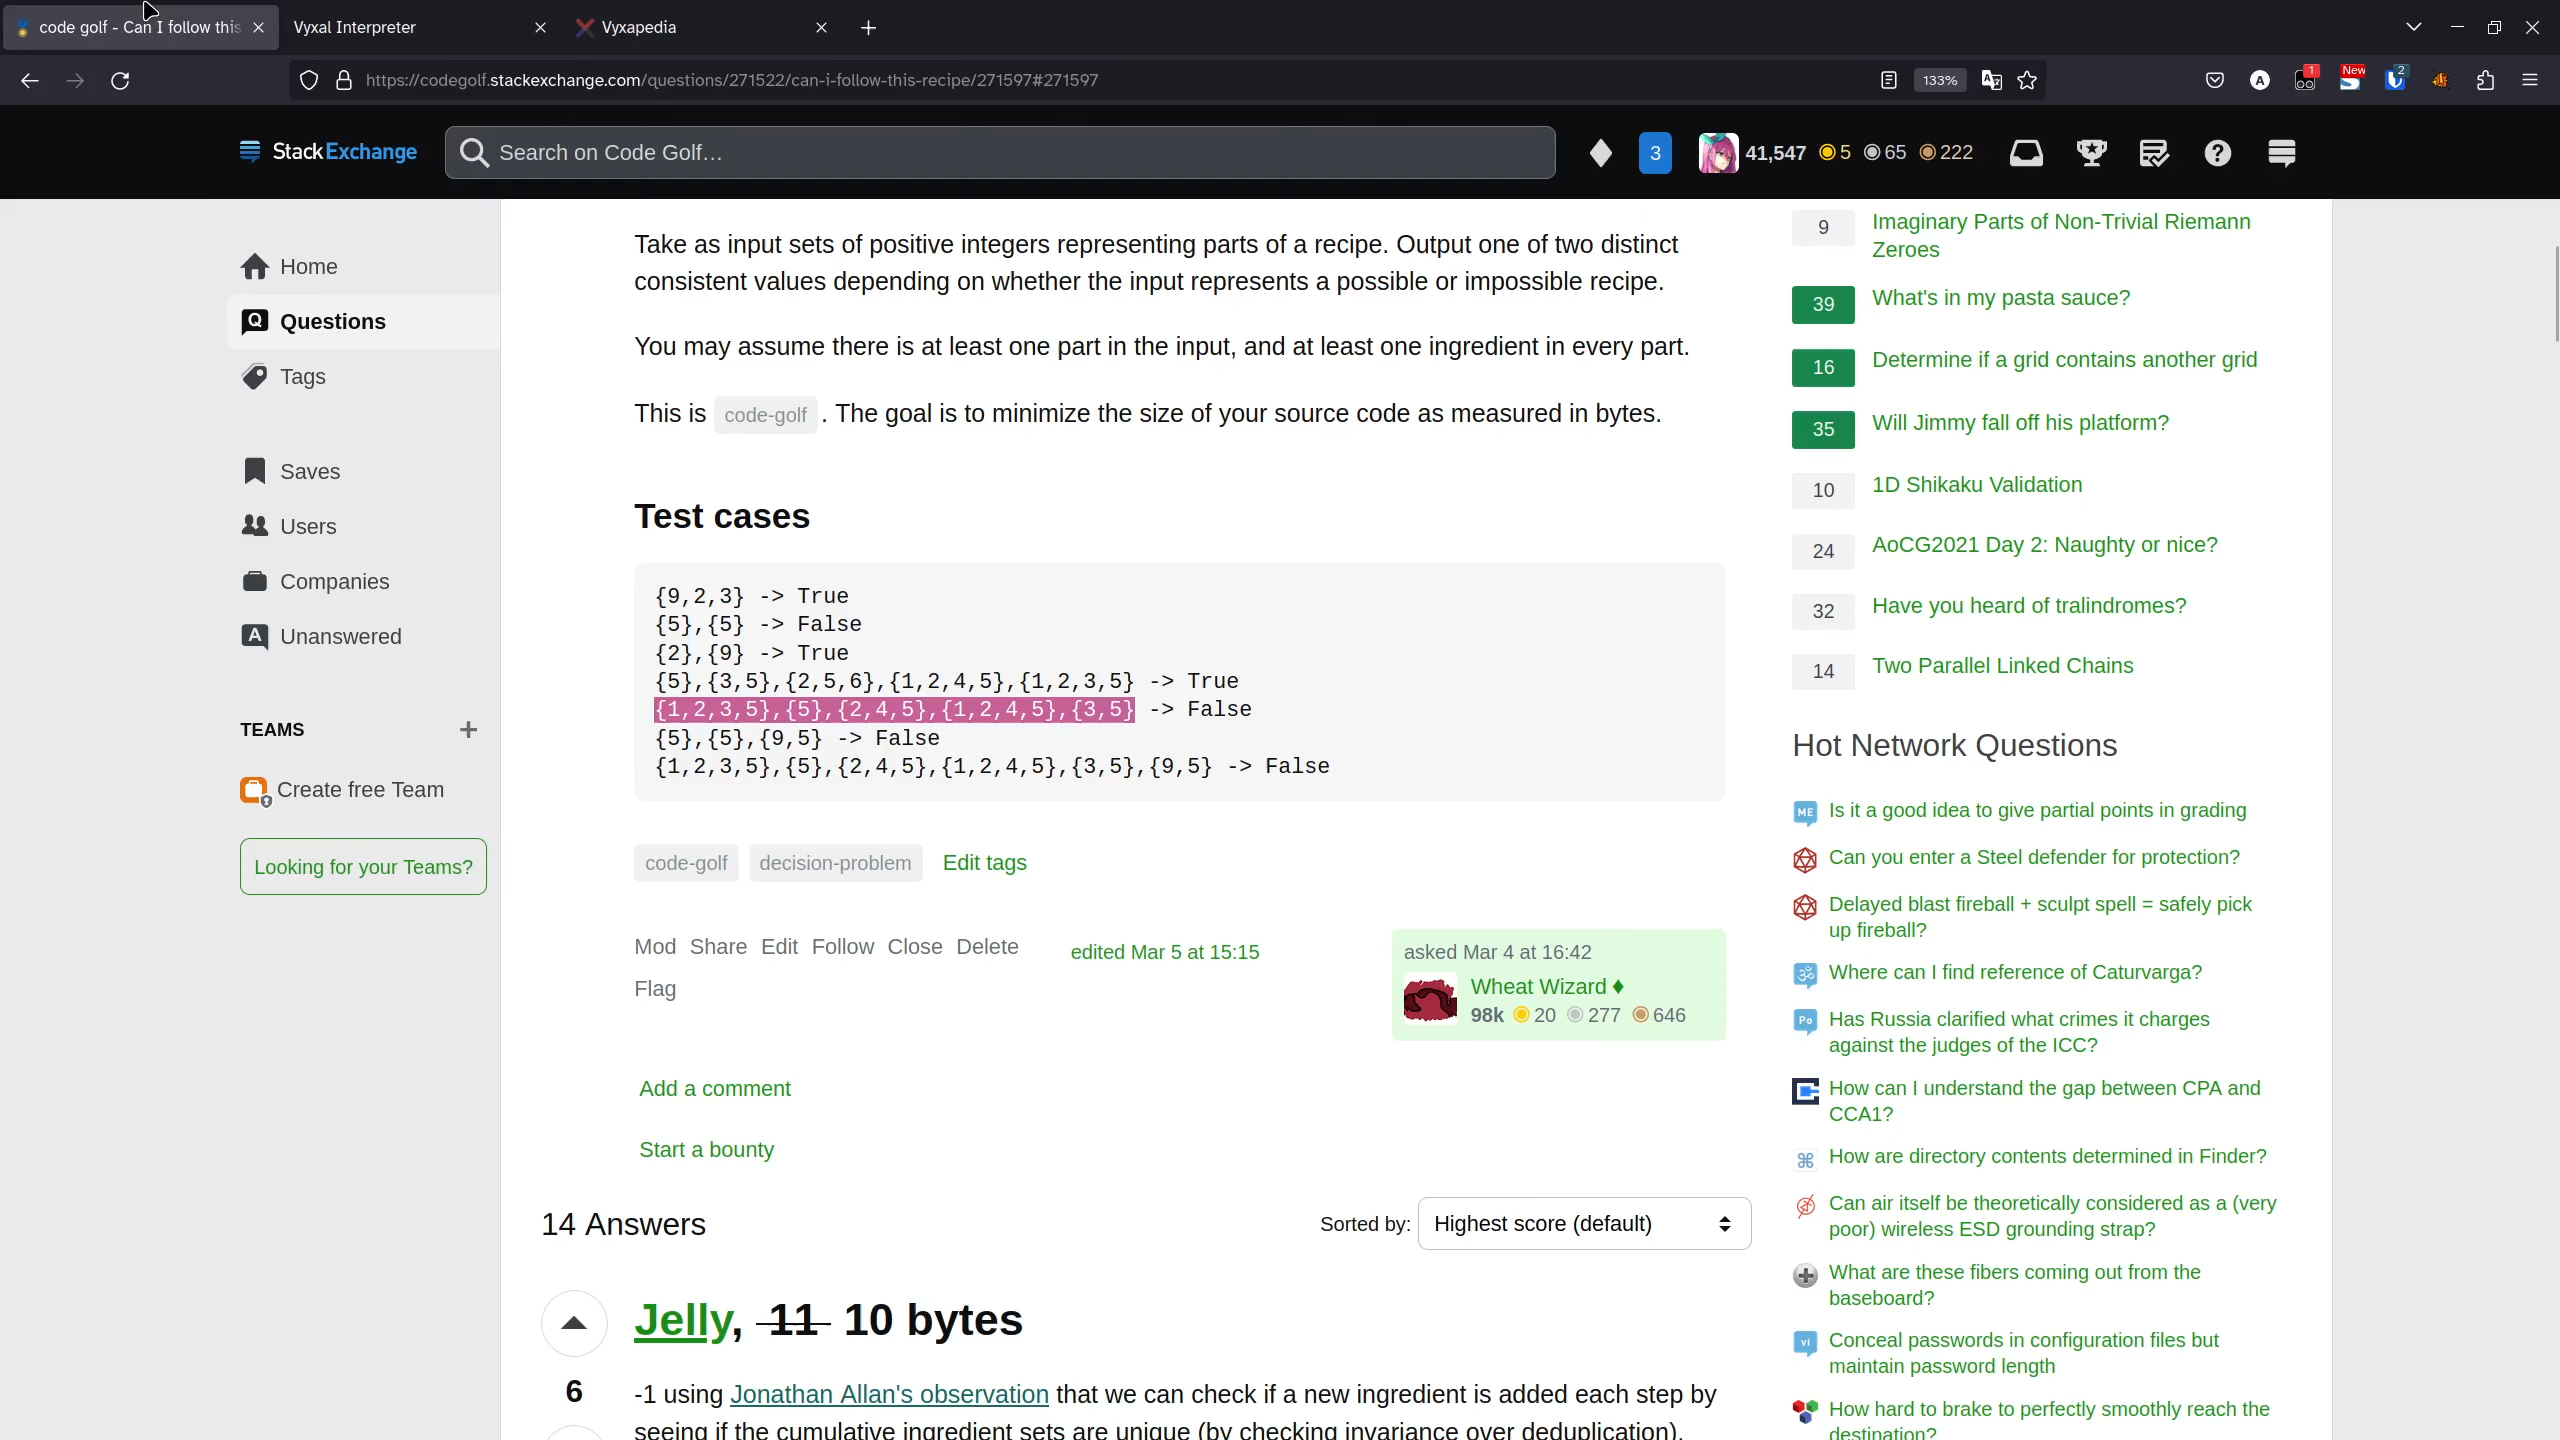 code golf - Can I follow this
Vyxal Interpreter
Vyxapedia
https://codegolf.stackexchange.com/questions/271522/can-i-follow-this-recipe/271597#271597
133%
A
1
New
2
StackExchange
Search on Code Golf…
3
41,547
5
65
222
Home
Questions
Tags
Saves
Users
Companies
Unanswered
TEAMS
Create free Team
Looking for your Teams?
Take as input sets of positive integers representing parts of a recipe. Output one of two distinct
consistent values depending on whether the input represents a possible or impossible recipe.
You may assume there is at least one part in the input, and at least one ingredient in every part.
This is code-golf . The goal is to minimize the size of your source code as measured in bytes.
Test cases
{9,2,3} -> True
{5},{5} -> False
{2},{9} -> True
{5},{3,5},{2,5,6},{1,2,4,5},{1,2,3,5} -> True
{1,2,3,5},{5},{2,4,5},{1,2,4,5},{3,5} -> False
{5},{5},{9,5} -> False
{1,2,3,5},{5},{2,4,5},{1,2,4,5},{3,5},{9,5} -> False
code-golf decision-problem Edit tags
Mod Share Edit Follow Close Delete
Flag
edited Mar 5 at 15:15
asked Mar 4 at 16:42
Wheat Wizard ♦
98k 20 277 646
Add a comment
Start a bounty
14 Answers
Sorted by:
Highest score (default)
6
Jelly, 11 10 bytes
-1 using Jonathan Allan's observation that we can check if a new ingredient is added each step by
seeing if the cumulative ingredient sets are unique (by checking invariance over deduplication).
9 Imaginary Parts of Non-Trivial Riemann
Zeroes
39 What's in my pasta sauce?
16 Determine if a grid contains another grid
35 Will Jimmy fall off his platform?
10 1D Shikaku Validation
24 AoCG2021 Day 2: Naughty or nice?
32 Have you heard of tralindromes?
14 Two Parallel Linked Chains
Hot Network Questions
ME Is it a good idea to give partial points in grading
Can you enter a Steel defender for protection?
Delayed blast fireball + sculpt spell = safely pick
up fireball?
ॐ Where can I find reference of Caturvarga?
Po Has Russia clarified what crimes it charges
against the judges of the ICC?
How can I understand the gap between CPA and
CCA1?
⌘ How are directory contents determined in Finder?
Can air itself be theoretically considered as a (very
poor) wireless ESD grounding strap?
What are these fibers coming out from the
baseboard?
vi Conceal passwords in configuration files but
maintain password length
How hard to brake to perfectly smoothly reach the
destination?